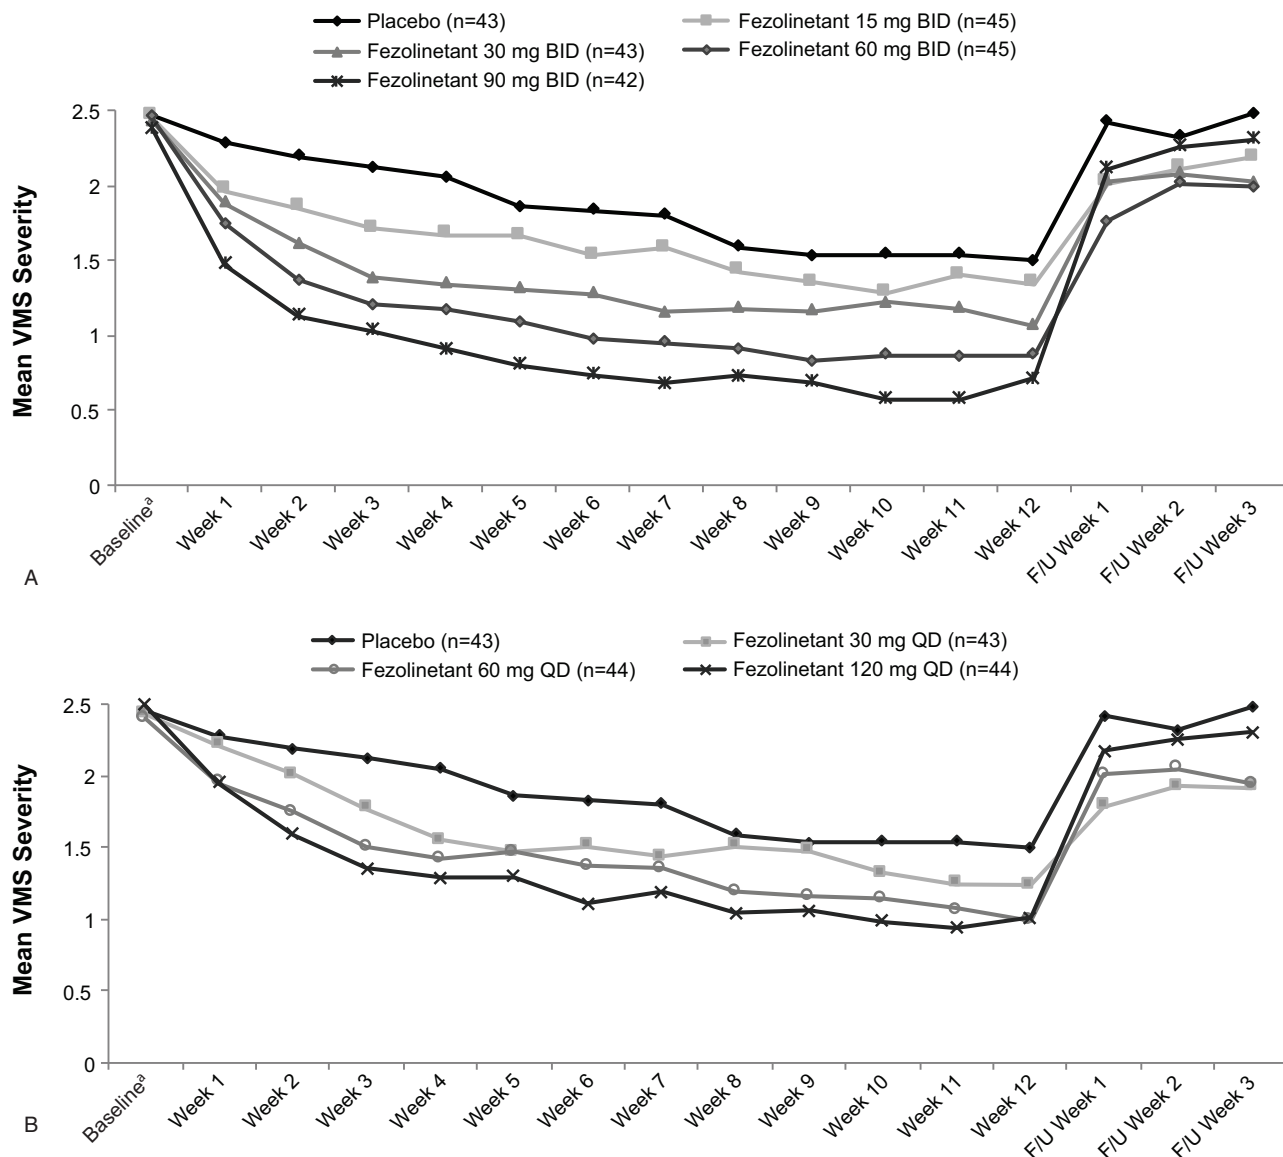 Placebo (n=43)
Fezolinetant 15 mg BID (n=45)
Fezolinetant 30 mg BID (n=43)
Fezolinetant 60 mg BID (n=45)
Fezolinetant 90 mg BID (n=42)
Mean VMS Severity
2.5
2
1.5
1
0.5
0
Baselineª
Week 1
Week 2
Week 3
Week 4
Week 5
Week 6
Week 7
Week 8
Week 9
Week 10
Week 11
Week 12
F/U Week 1
F/U Week 2
F/U Week 3
A
Placebo (n=43)
Fezolinetant 30 mg QD (n=43)
Fezolinetant 60 mg QD (n=44)
Fezolinetant 120 mg QD (n=44)
Mean VMS Severity
2.5
2
1.5
1
0.5
0
Baselineª
Week 1
Week 2
Week 3
Week 4
Week 5
Week 6
Week 7
Week 8
Week 9
Week 10
Week 11
Week 12
F/U Week 1
F/U Week 2
F/U Week 3
B